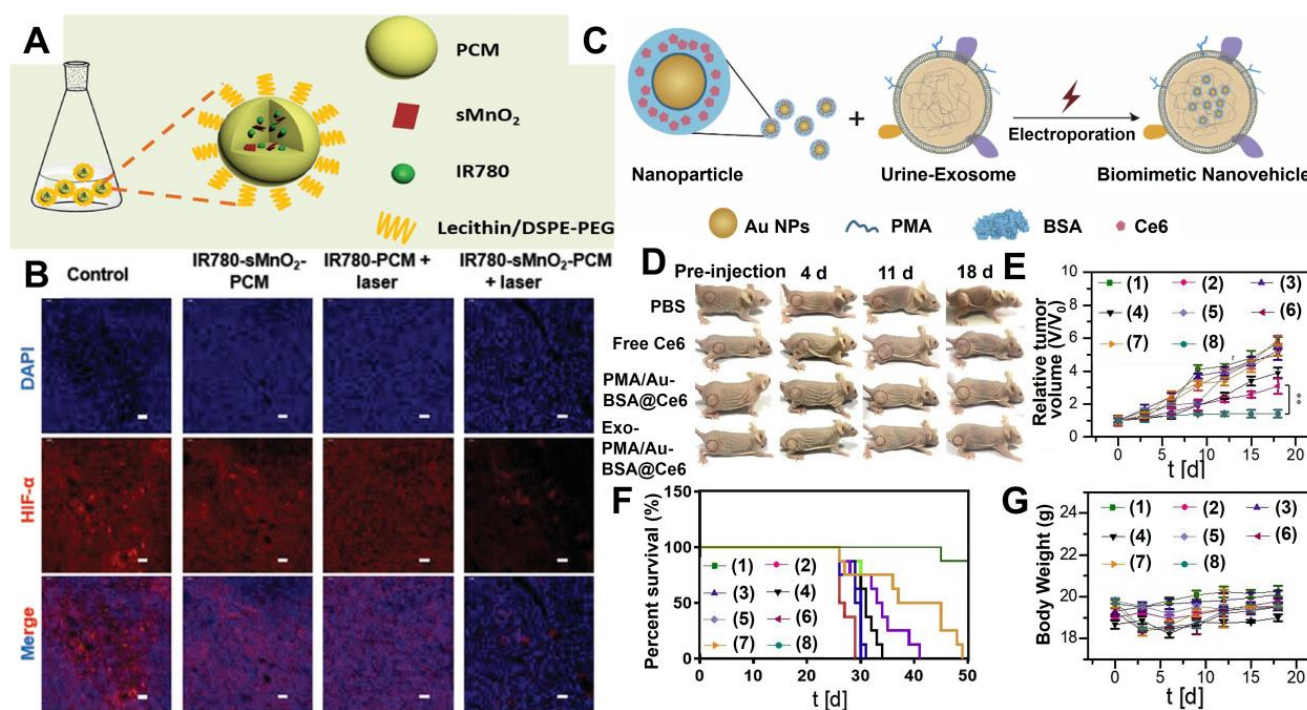 A
PCM
sMnO₂
IR780
Lecithin/DSPE-PEG
B
Control
IR780-sMnO₂-
PCM
IR780-PCM +
laser
IR780-sMnO₂-PCM
+ laser
DAPI
HIF-α
Merge
C
Nanoparticle
+
Urine-Exosome
Electroporation
Biomimetic Nanovehicle
Au NPs
PMA
BSA
Ce6
D
Pre-injection
4 d
11 d
18 d
PBS
Free Ce6
PMA/Au-
BSA@Ce6
Exo-
PMA/Au-
BSA@Ce6
E
Relative tumor
volume (V/V₀)
10
8
6
4
2
0
(1) (2) (3)
(4) (5) (6)
(7) (8)
**
0 5 10 15 20
t [d]
F
Percent survival (%)
150
100
50
0
(1) (2)
(3) (4)
(5) (6)
(7) (8)
0 10 20 30 40 50
t [d]
G
Body Weight (g)
24
22
20
18
(1) (2) (3)
(4) (5) (6)
(7) (8)
0 5 10 15 20
t [d]